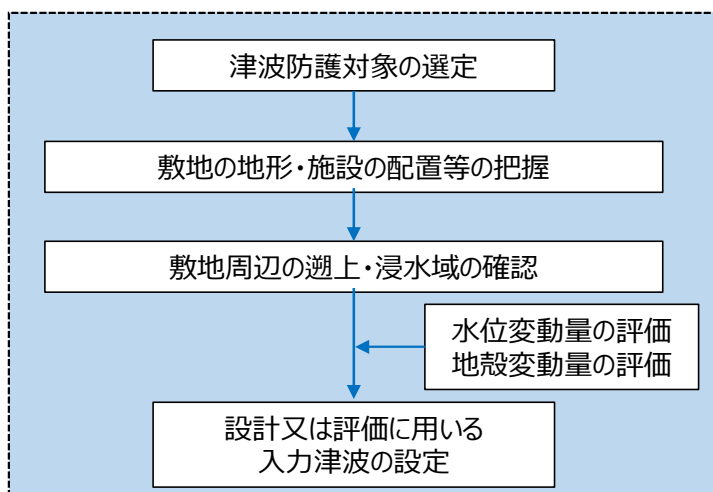 津波防護対象の選定
敷地の地形・施設の配置等の把握
敷地周辺の遡上・浸水域の確認
水位変動量の評価
地殻変動量の評価
設計又は評価に用いる
入力津波の設定